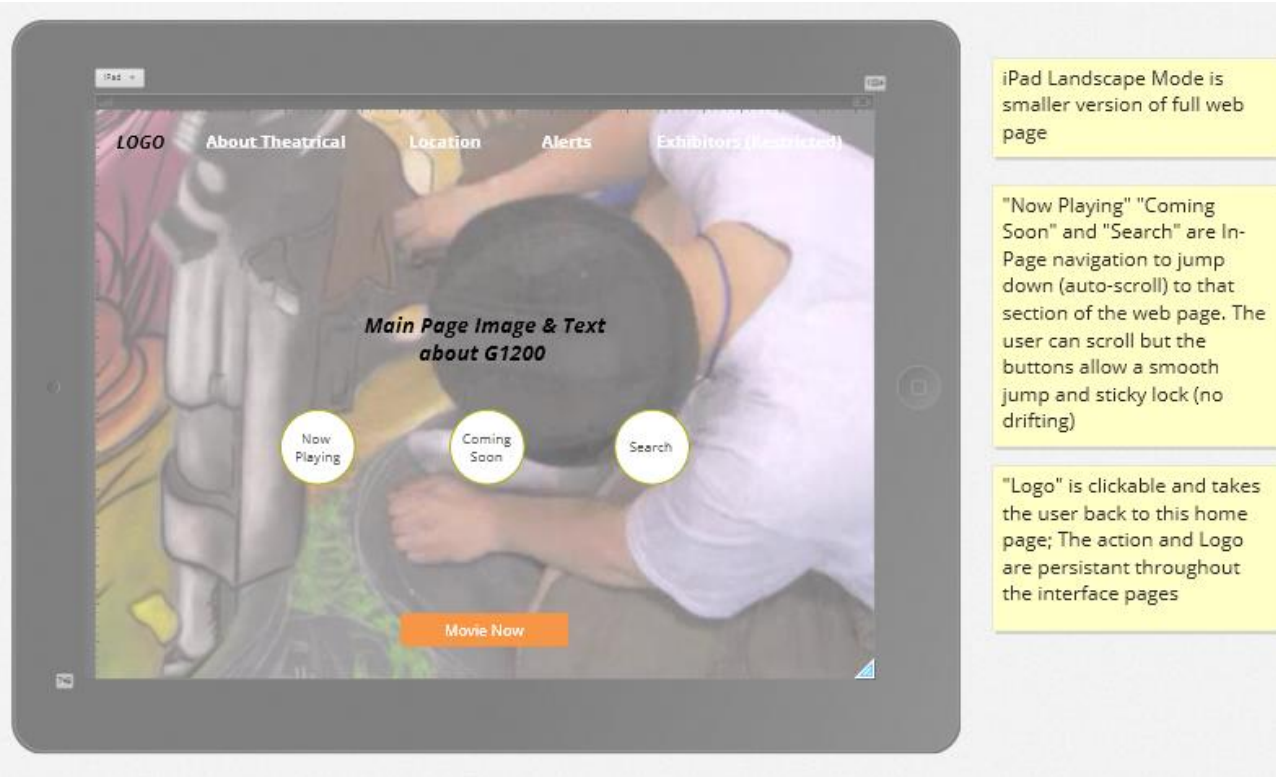 iPad
LOGO About Theatrical Location Alerts Exhibitors (Restricted)
Main Page Image & Text
about G1200
Now
Playing
Coming
Soon
Search
Movie Now
iPad Landscape Mode is
smaller version of full web
page
"Now Playing" "Coming
Soon" and "Search" are In-
Page navigation to jump
down (auto-scroll) to that
section of the web page. The
user can scroll but the
buttons allow a smooth
jump and sticky lock (no
drifting)
"Logo" is clickable and takes
the user back to this home
page; The action and Logo
are persistant throughout
the interface pages